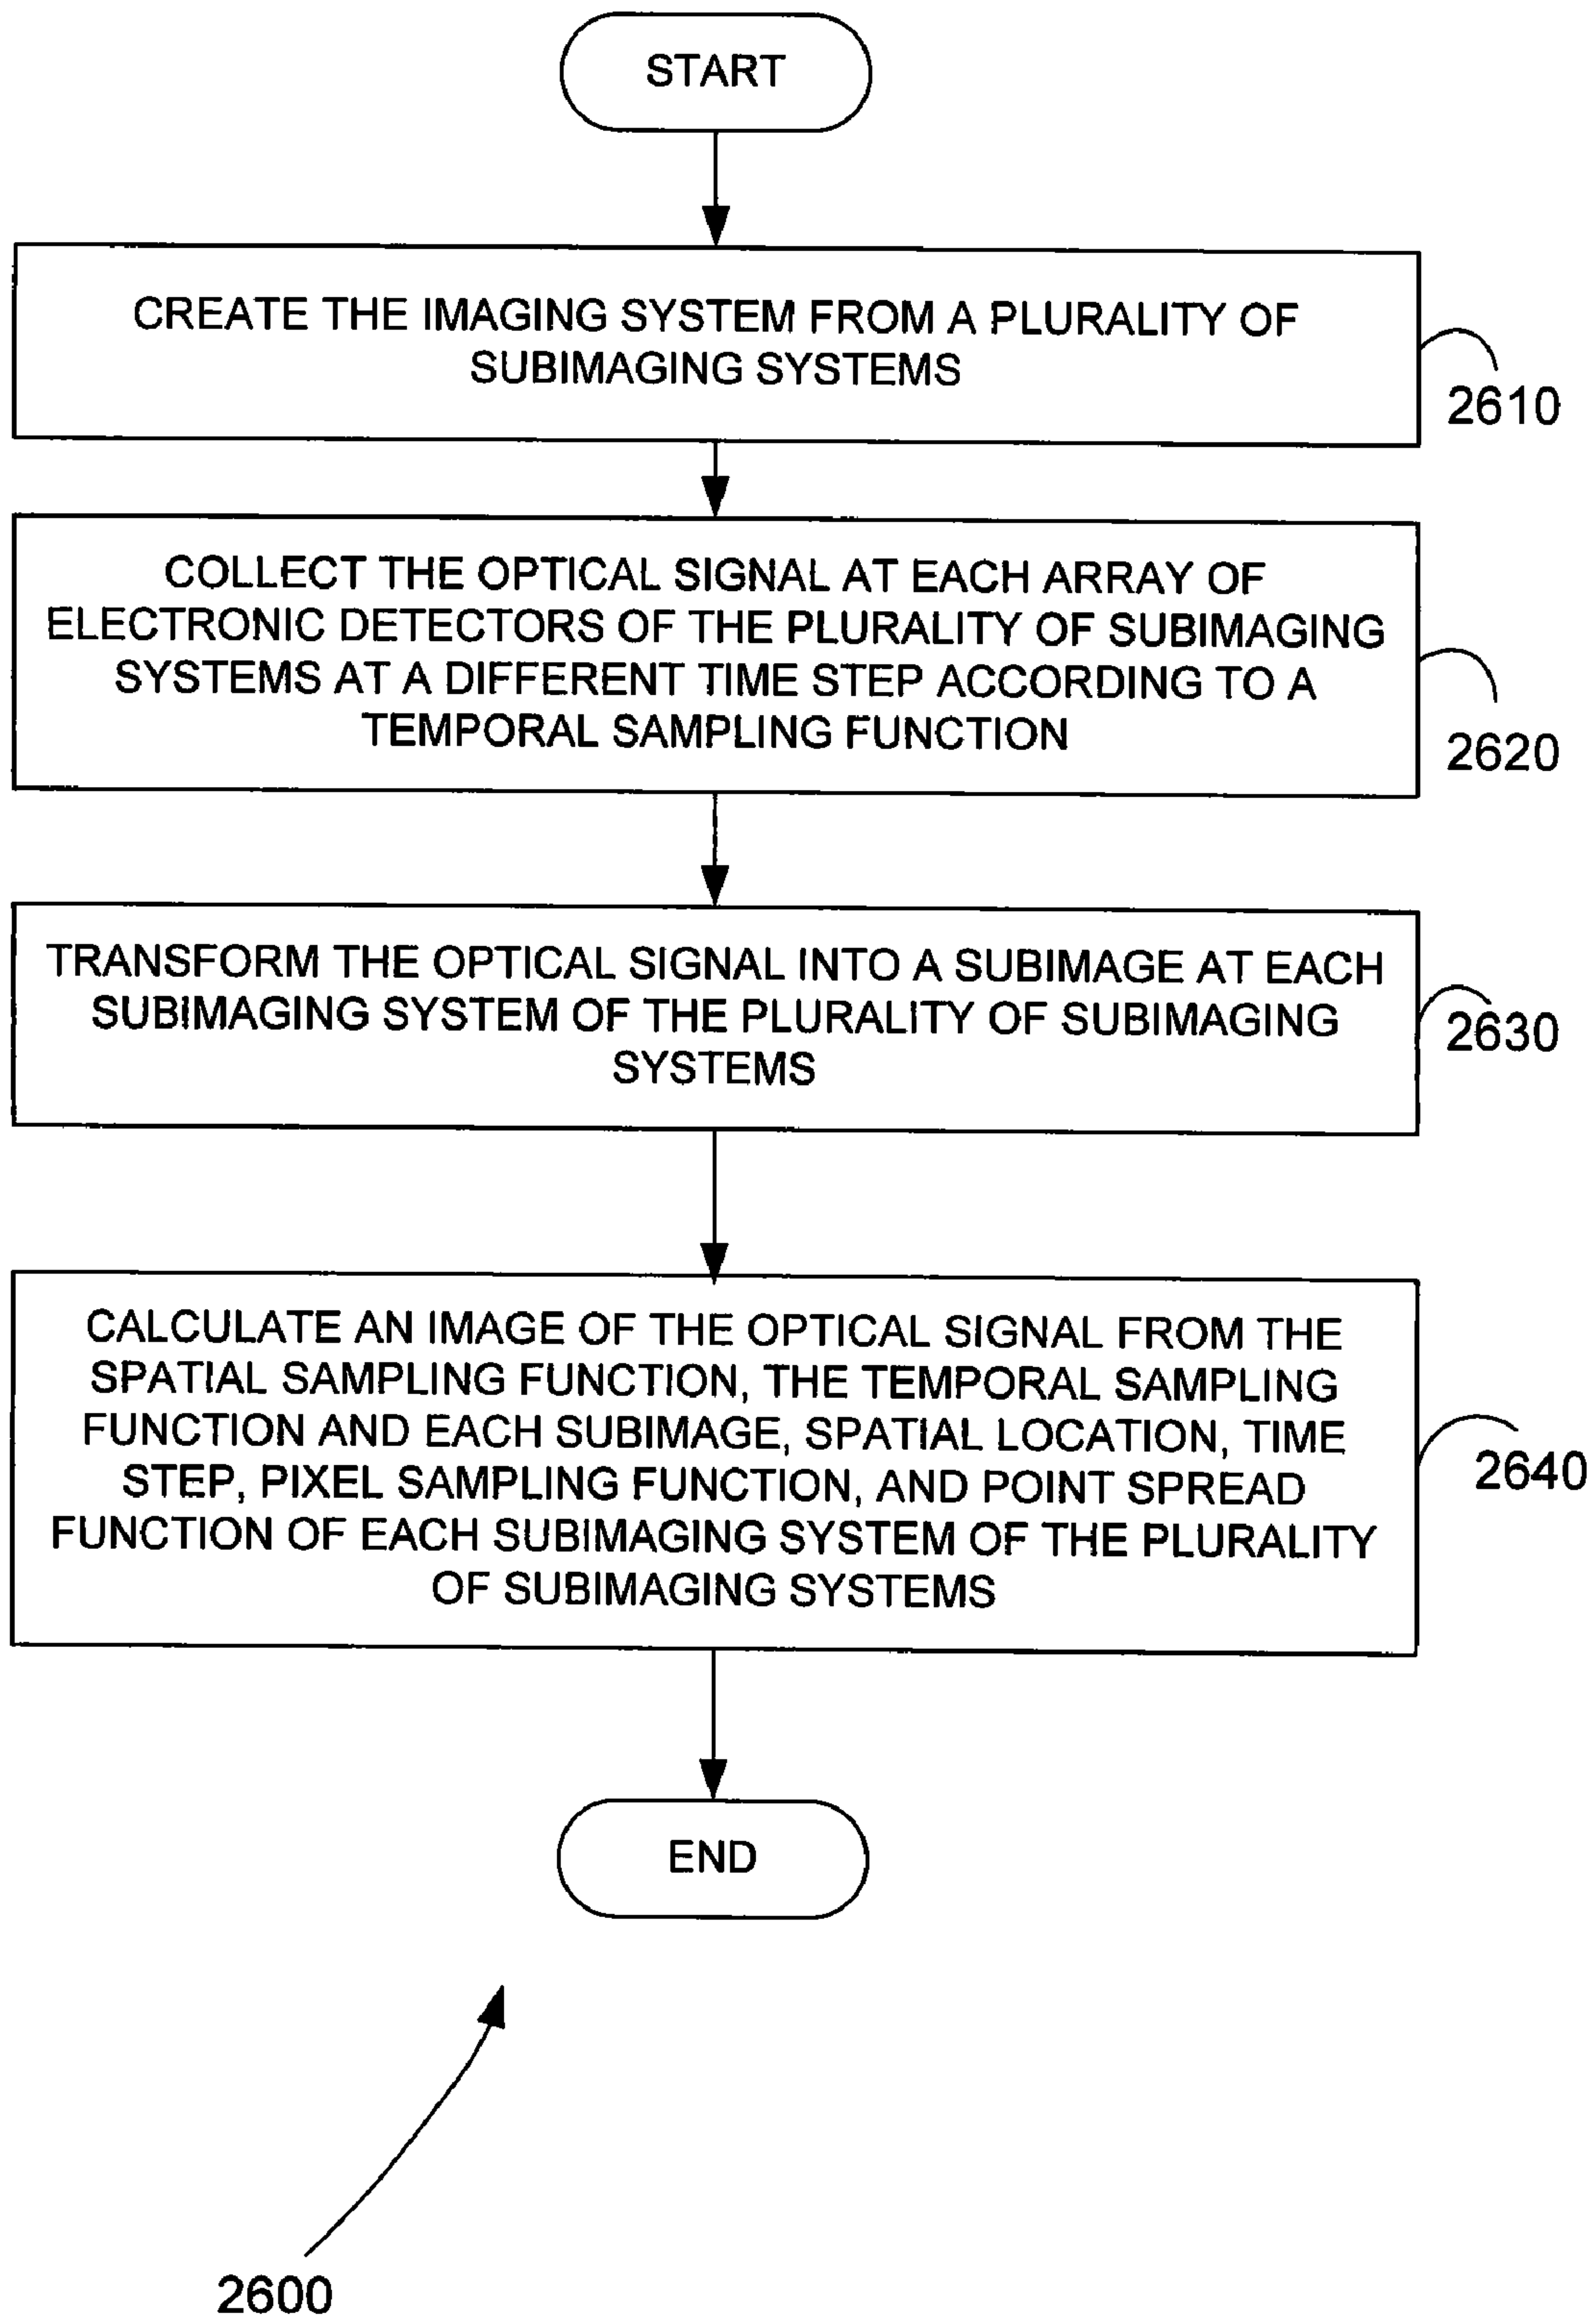 START
CREATE THE IMAGING SYSTEM FROM A PLURALITY OF
SUBIMAGING SYSTEMS
2610
COLLECT THE OPTICAL SIGNAL AT EACH ARRAY OF
ELECTRONIC DETECTORS OF THE PLURALITY OF SUBIMAGING
SYSTEMS AT A DIFFERENT TIME STEP ACCORDING TO A
TEMPORAL SAMPLING FUNCTION
2620
TRANSFORM THE OPTICAL SIGNAL INTO A SUBIMAGE AT EACH
SUBIMAGING SYSTEM OF THE PLURALITY OF SUBIMAGING
SYSTEMS
2630
CALCULATE AN IMAGE OF THE OPTICAL SIGNAL FROM THE
SPATIAL SAMPLING FUNCTION, THE TEMPORAL SAMPLING
FUNCTION AND EACH SUBIMAGE, SPATIAL LOCATION, TIME
STEP, PIXEL SAMPLING FUNCTION, AND POINT SPREAD
FUNCTION OF EACH SUBIMAGING SYSTEM OF THE PLURALITY
OF SUBIMAGING SYSTEMS
2640
END
2600